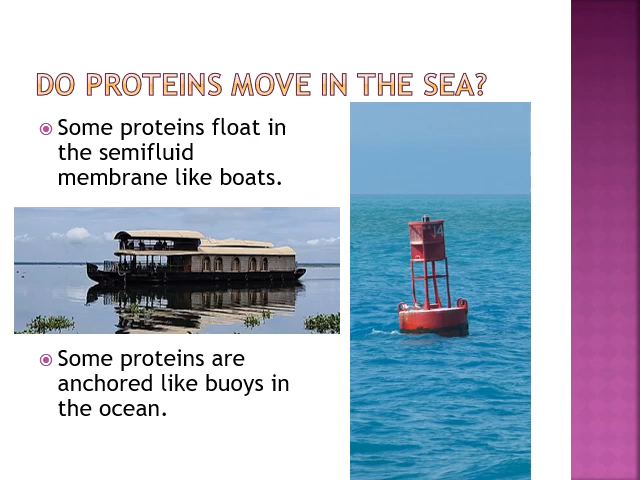 DO PROTEINS MOVE IN THE SEA?
Some proteins float in
the semifluid
membrane like boats.
14
Some proteins are
anchored like buoys in
the ocean.